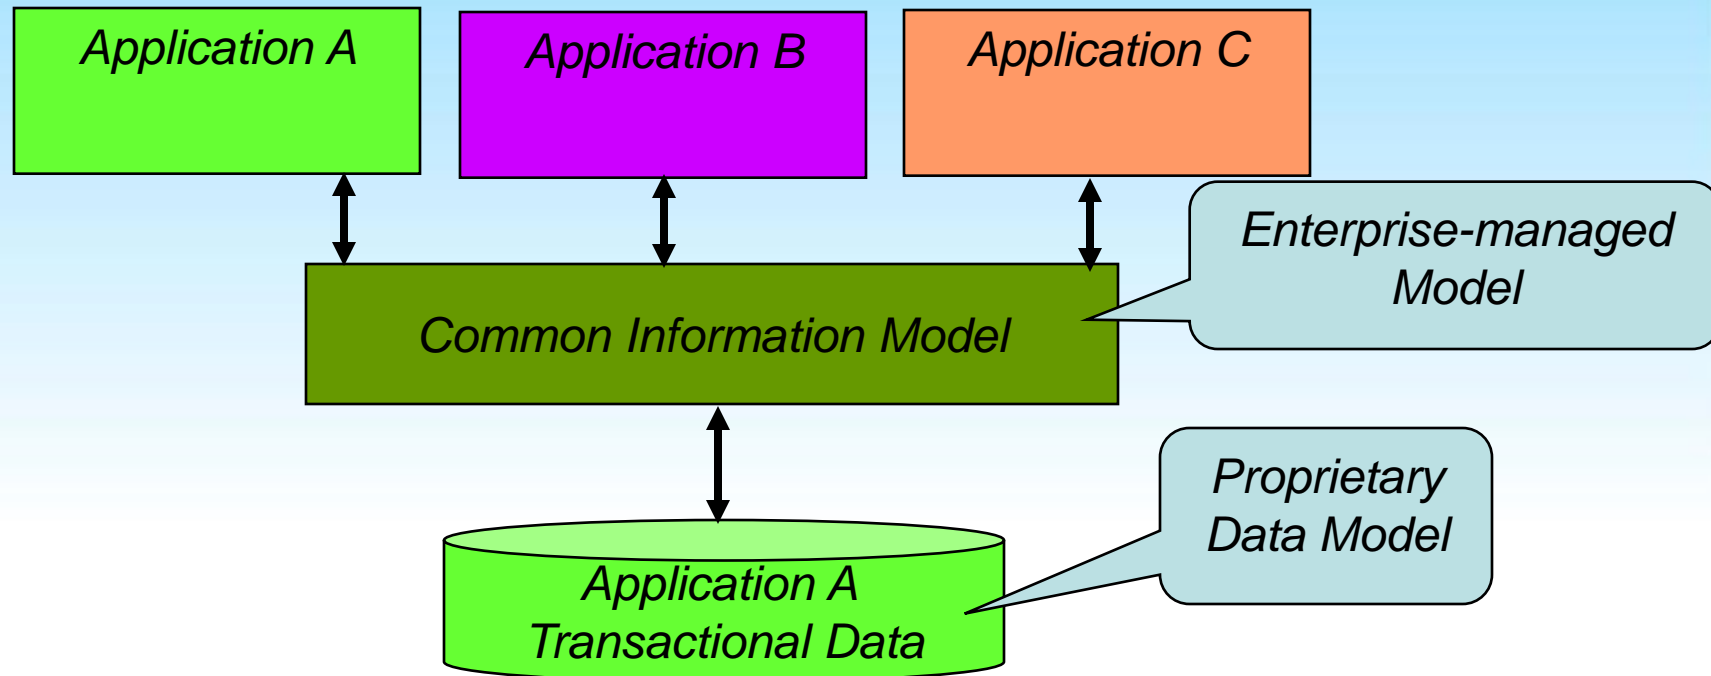 Application A
Application B
Application C
Enterprise-managed
Model
Common Information Model
Proprietary
Data Model
Application A
Transactional Data